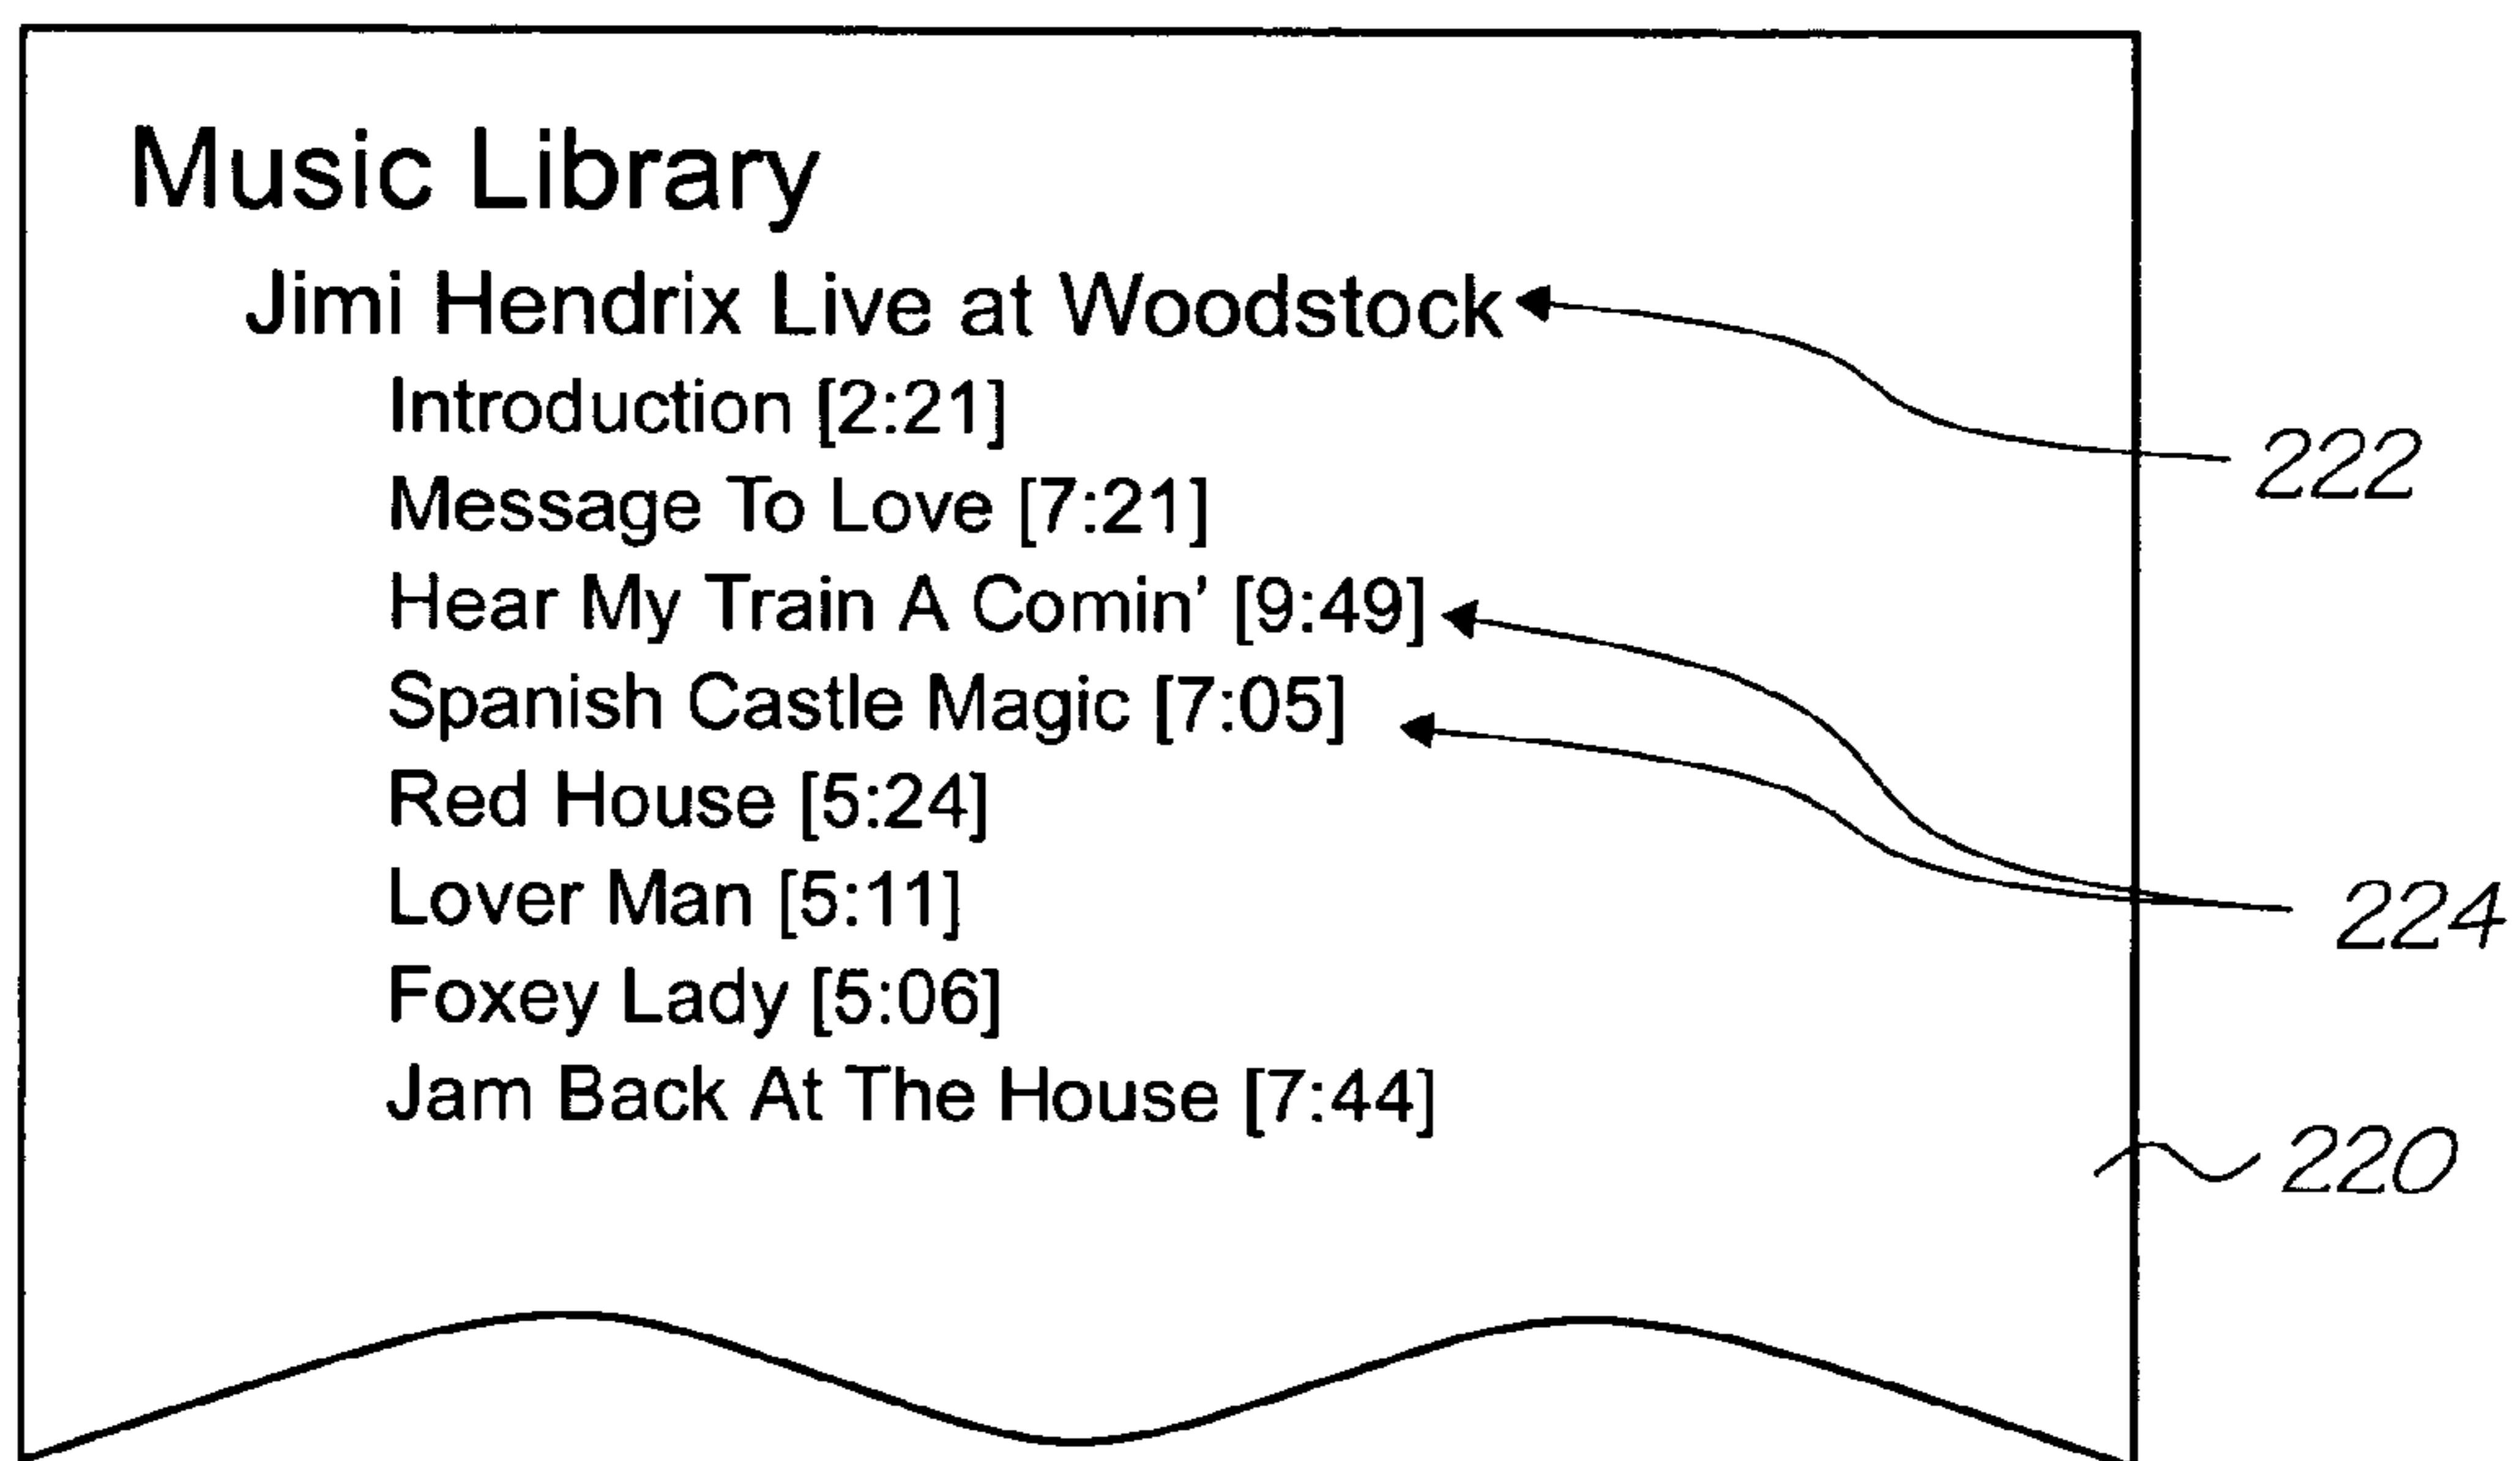 Music Library
Jimi Hendrix Live at Woodstock
Introduction [2:21]
222
Message To Love [7:21]
Hear My Train A Comin’ [9:49]
Spanish Castle Magic [7:05]
Red House [5:24]
Lover Man [5:11]
224
Foxey Lady [5:06]
Jam Back At The House [7:44]
220